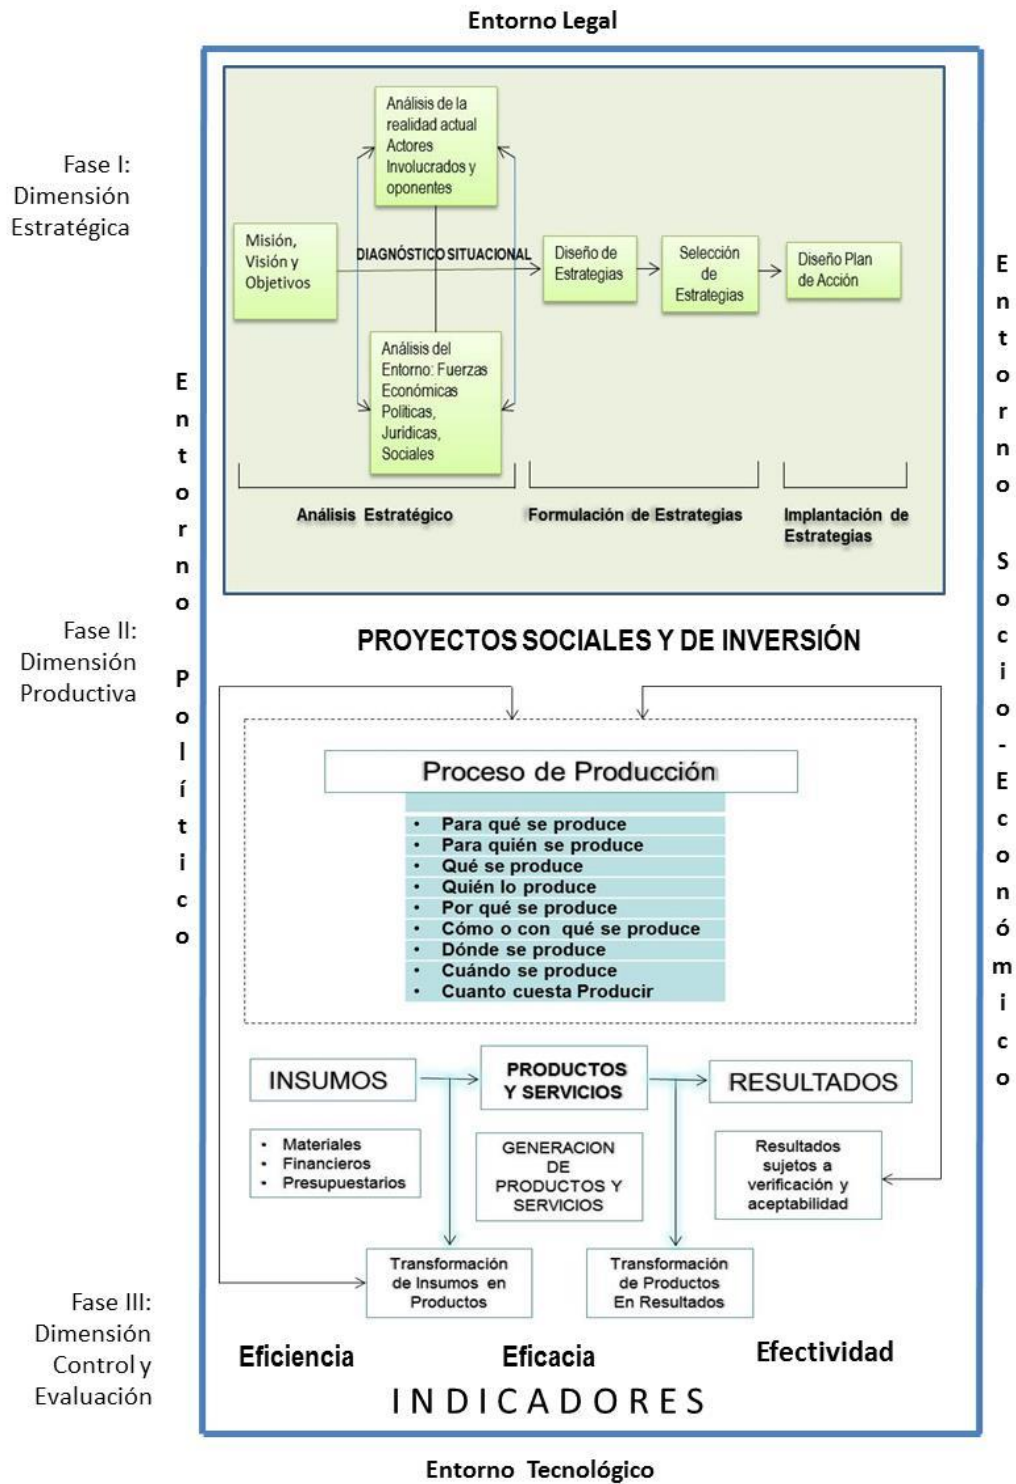 Entorno Legal
Fase I:
Dimensión
Estratégica
Análisis de la
realidad actual
Actores
Involucrados y
oponentes
Misión,
Visión y
Objetivos
DIAGNÓSTICO SITUACIONAL
Diseño de
Estrategias
Selección
de
Estrategias
Diseño Plan
de Acción
Análisis del
Entorno: Fuerzas
Económicas
Políticas,
Jurídicas,
Sociales
Análisis Estratégico
Formulación de Estrategias
Implantación de
Estrategias
Entorno Político
Entorno Socio-Económico
Fase II:
Dimensión
Productiva
PROYECTOS SOCIALES Y DE INVERSIÓN
Proceso de Producción
• Para qué se produce
• Para quién se produce
• Qué se produce
• Quién lo produce
• Por qué se produce
• Cómo o con qué se produce
• Dónde se produce
• Cuándo se produce
• Cuanto cuesta Producir
INSUMOS
PRODUCTOS
Y SERVICIOS
RESULTADOS
• Materiales
• Financieros
• Presupuestarios
GENERACION
DE
PRODUCTOS Y
SERVICIOS
Resultados
sujetos a
verificación y
aceptabilidad
Transformación
de Insumos en
Productos
Transformación
de Productos
En Resultados
Fase III:
Dimensión
Control y
Evaluación
Eficiencia
Eficacia
Efectividad
INDICADORES
Entorno Tecnológico